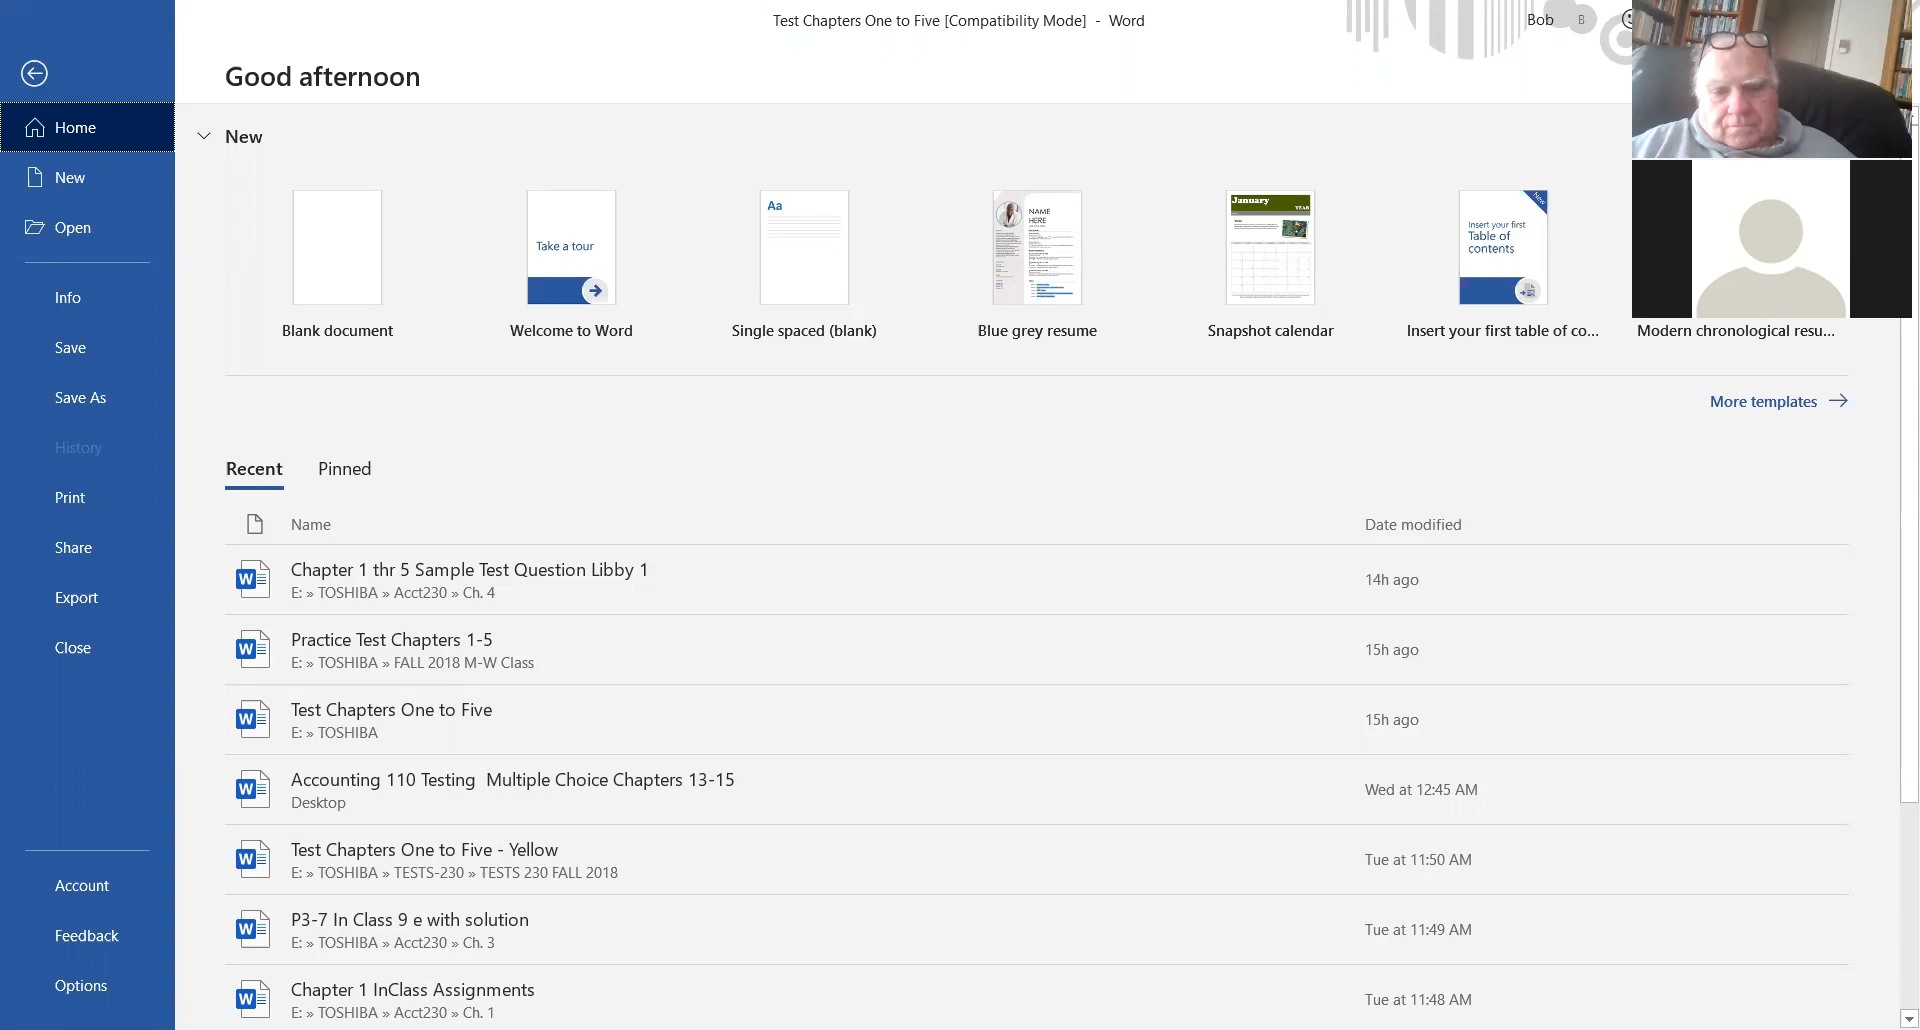 Test Chapters One to Five [Compatibility Mode] - Word
Bob B
Good afternoon
Home
New
Open
Info
Save
Save As
History
Print
Share
Export
Close
Account
Feedback
Options
New
Aa
Take a tour
NAME
HERE
January
YEAR
New
Insert your first
Table of
contents
Blank document
Welcome to Word
Single spaced (blank)
Blue grey resume
Snapshot calendar
Insert your first table of co...
Modern chronological resu...
More templates
Recent Pinned
Name Date modified
Chapter 1 thr 5 Sample Test Question Libby 1
E: » TOSHIBA » Acct230 » Ch. 4
14h ago
Practice Test Chapters 1-5
E: » TOSHIBA » FALL 2018 M-W Class
15h ago
Test Chapters One to Five
E: » TOSHIBA
15h ago
Accounting 110 Testing  Multiple Choice Chapters 13-15
Desktop
Wed at 12:45 AM
Test Chapters One to Five - Yellow
E: » TOSHIBA » TESTS-230 » TESTS 230 FALL 2018
Tue at 11:50 AM
P3-7 In Class 9 e with solution
E: » TOSHIBA » Acct230 » Ch. 3
Tue at 11:49 AM
Chapter 1 InClass Assignments
E: » TOSHIBA » Acct230 » Ch. 1
Tue at 11:48 AM